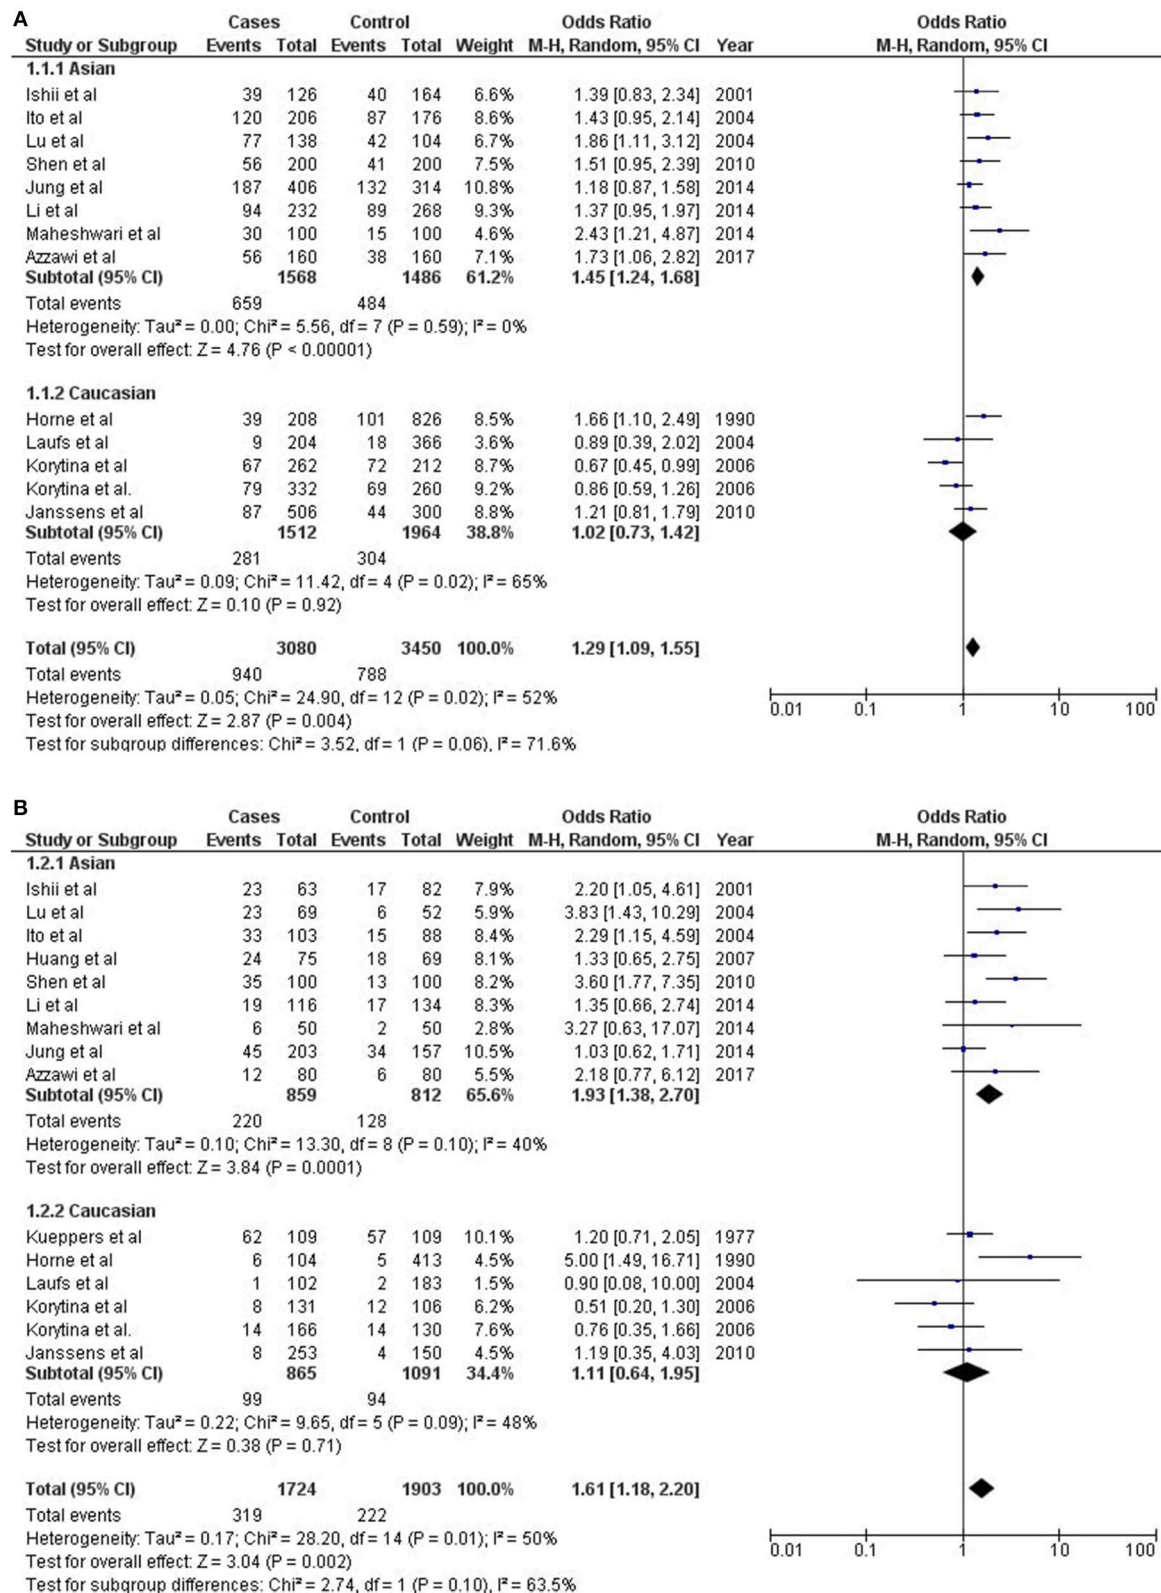 A
Cases Control Odds Ratio Odds Ratio
Study or Subgroup Events Total Events Total Weight M-H, Random, 95% CI Year M-H, Random, 95% CI
1.1.1 Asian
Ishii et al 39 126 40 164 6.6% 1.39 [0.83, 2.34] 2001
Ito et al 120 206 87 176 8.6% 1.43 [0.95, 2.14] 2004
Lu et al 77 138 42 104 6.7% 1.86 [1.11, 3.12] 2004
Shen et al 56 200 41 200 7.5% 1.51 [0.95, 2.39] 2010
Jung et al 187 406 132 314 10.8% 1.18 [0.87, 1.58] 2014
Li et al 94 232 89 268 9.3% 1.37 [0.95, 1.97] 2014
Maheshwari et al 30 100 15 100 4.6% 2.43 [1.21, 4.87] 2014
Azzawi et al 56 160 38 160 7.1% 1.73 [1.06, 2.82] 2017
Subtotal (95% CI) 1568 1486 61.2% 1.45 [1.24, 1.68]
Total events 659 484
Heterogeneity: Tau² = 0.00; Chi² = 5.56, df = 7 (P = 0.59); I² = 0%
Test for overall effect: Z = 4.76 (P < 0.00001)
1.1.2 Caucasian
Horne et al 39 208 101 826 8.5% 1.66 [1.10, 2.49] 1990
Laufs et al 9 204 18 366 3.6% 0.89 [0.39, 2.02] 2004
Korytina et al 67 262 72 212 8.7% 0.67 [0.45, 0.99] 2006
Korytina et al. 79 332 69 260 9.2% 0.86 [0.59, 1.26] 2006
Janssens et al 87 506 44 300 8.8% 1.21 [0.81, 1.79] 2010
Subtotal (95% CI) 1512 1964 38.8% 1.02 [0.73, 1.42]
Total events 281 304
Heterogeneity: Tau² = 0.09; Chi² = 11.42, df = 4 (P = 0.02); I² = 65%
Test for overall effect: Z = 0.10 (P = 0.92)
Total (95% CI) 3080 3450 100.0% 1.29 [1.09, 1.55]
Total events 940 788
Heterogeneity: Tau² = 0.05; Chi² = 24.90, df = 12 (P = 0.02); I² = 52%
Test for overall effect: Z = 2.87 (P = 0.004)
Test for subgroup differences: Chi² = 3.52, df = 1 (P = 0.06), I² = 71.6%
0.01 0.1 1 10 100
B
Cases Control Odds Ratio Odds Ratio
Study or Subgroup Events Total Events Total Weight M-H, Random, 95% CI Year M-H, Random, 95% CI
1.2.1 Asian
Ishii et al 23 63 17 82 7.9% 2.20 [1.05, 4.61] 2001
Lu et al 23 69 6 52 5.9% 3.83 [1.43, 10.29] 2004
Ito et al 33 103 15 88 8.4% 2.29 [1.15, 4.59] 2004
Huang et al 24 75 18 69 8.1% 1.33 [0.65, 2.75] 2007
Shen et al 35 100 13 100 8.2% 3.60 [1.77, 7.35] 2010
Li et al 19 116 17 134 8.3% 1.35 [0.66, 2.74] 2014
Maheshwari et al 6 50 2 50 2.8% 3.27 [0.63, 17.07] 2014
Jung et al 45 203 34 157 10.5% 1.03 [0.62, 1.71] 2014
Azzawi et al 12 80 6 80 5.5% 2.18 [0.77, 6.12] 2017
Subtotal (95% CI) 859 812 65.6% 1.93 [1.38, 2.70]
Total events 220 128
Heterogeneity: Tau² = 0.10; Chi² = 13.30, df = 8 (P = 0.10); I² = 40%
Test for overall effect: Z = 3.84 (P = 0.0001)
1.2.2 Caucasian
Kueppers et al 62 109 57 109 10.1% 1.20 [0.71, 2.05] 1977
Horne et al 6 104 5 413 4.5% 5.00 [1.49, 16.71] 1990
Laufs et al 1 102 2 183 1.5% 0.90 [0.08, 10.00] 2004
Korytina et al 8 131 12 106 6.2% 0.51 [0.20, 1.30] 2006
Korytina et al. 14 166 14 130 7.6% 0.76 [0.35, 1.66] 2006
Janssens et al 8 253 4 150 4.5% 1.19 [0.35, 4.03] 2010
Subtotal (95% CI) 865 1091 34.4% 1.11 [0.64, 1.95]
Total events 99 94
Heterogeneity: Tau² = 0.22; Chi² = 9.65, df = 5 (P = 0.09); I² = 48%
Test for overall effect: Z = 0.38 (P = 0.71)
Total (95% CI) 1724 1903 100.0% 1.61 [1.18, 2.20]
Total events 319 222
Heterogeneity: Tau² = 0.17; Chi² = 28.20, df = 14 (P = 0.01); I² = 50%
Test for overall effect: Z = 3.04 (P = 0.002)
Test for subgroup differences: Chi² = 2.74, df = 1 (P = 0.10), I² = 63.5%
0.01 0.1 1 10 100